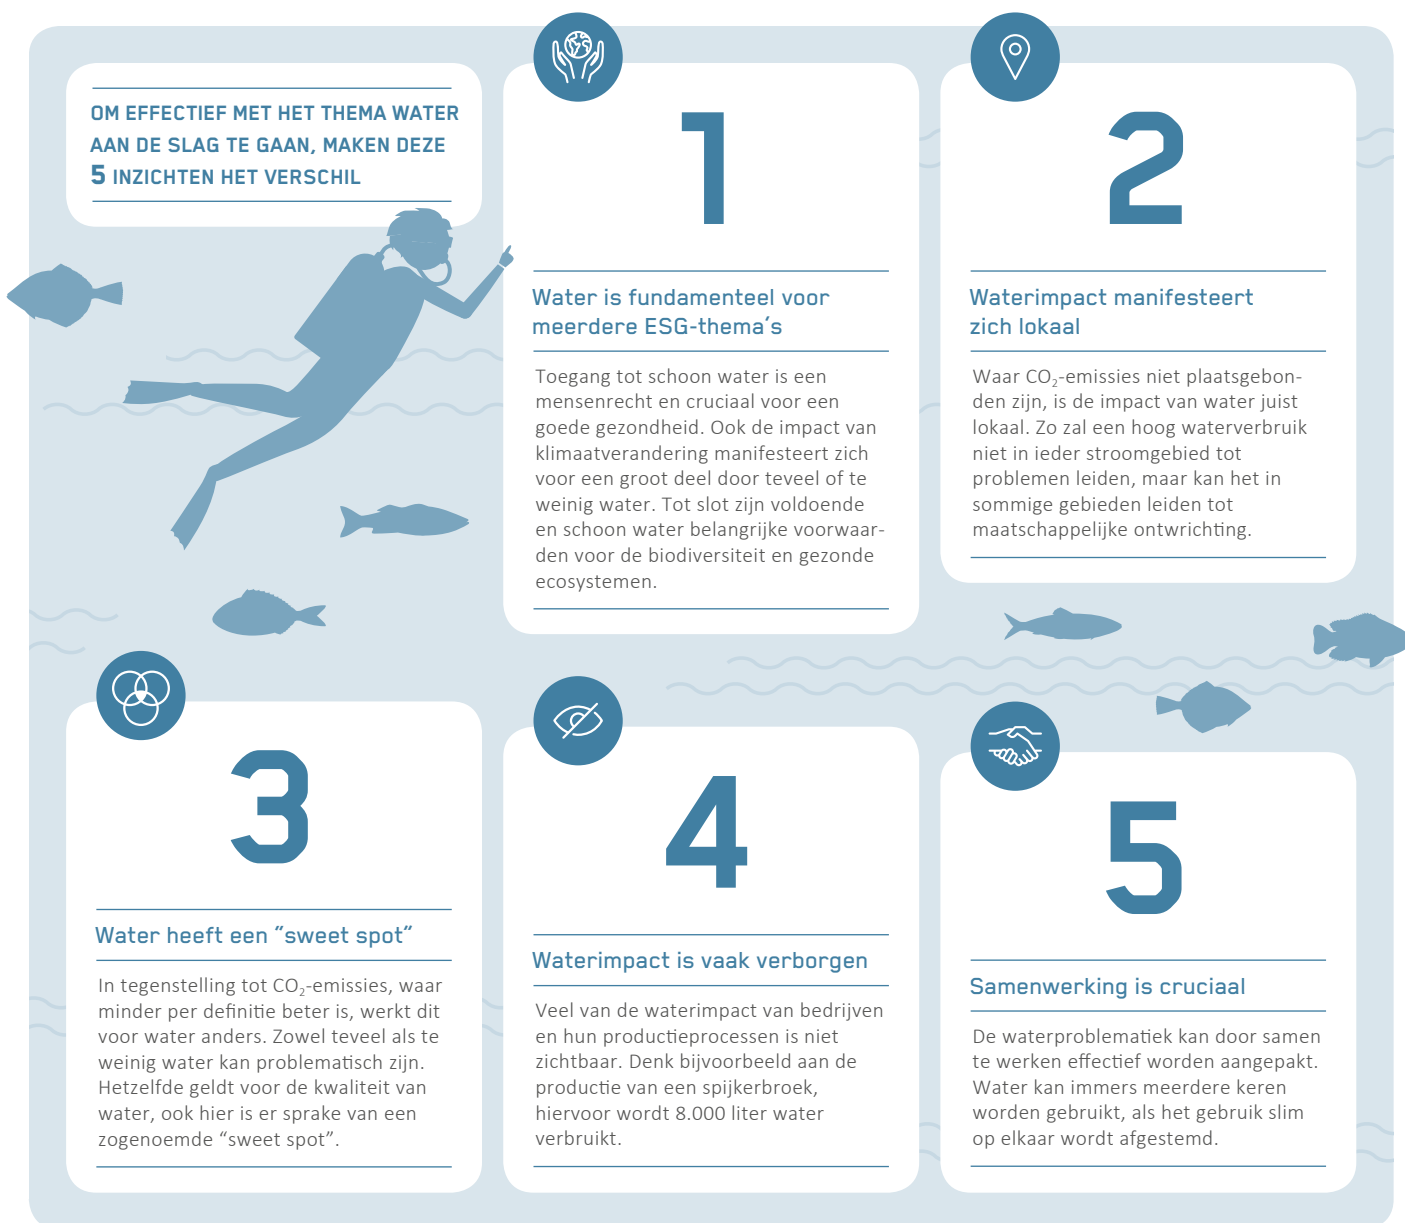 OM EFFECTIEF MET HET THEMA WATER
AAN DE SLAG TE GAAN, MAKEN DEZE
5 INZICHTEN HET VERSCHIL
1
Water is fundamenteel voor
meerdere ESG-thema's
Toegang tot schoon water is een
mensenrecht en cruciaal voor een
goede gezondheid. Ook de impact van
klimaatverandering manifesteert zich
voor een groot deel door teveel of te
weinig water. Tot slot zijn voldoende
en schoon water belangrijke voorwaar-
den voor de biodiversiteit en gezonde
ecosystemen.
2
Waterimpact manifesteert
zich lokaal
Waar CO₂-emissies niet plaatsgebon-
den zijn, is de impact van water juist
lokaal. Zo zal een hoog waterverbruik
niet in ieder stroomgebied tot
problemen leiden, maar kan het in
sommige gebieden leiden tot
maatschappelijke ontwrichting.
3
Water heeft een "sweet spot"
In tegenstelling tot CO₂-emissies, waar
minder per definitie beter is, werkt dit
voor water anders. Zowel teveel als te
weinig water kan problematisch zijn.
Hetzelfde geldt voor de kwaliteit van
water, ook hier is er sprake van een
zogenoemde “sweet spot”.
4
Waterimpact is vaak verborgen
Veel van de waterimpact van bedrijven
en hun productieprocessen is niet
zichtbaar. Denk bijvoorbeeld aan de
productie van een spijkerbroek,
hiervoor wordt 8.000 liter water
verbruikt.
5
Samenwerking is cruciaal
De waterproblematiek kan door samen
te werken effectief worden aangepakt.
Water kan immers meerdere keren
worden gebruikt, als het gebruik slim
op elkaar wordt afgestemd.